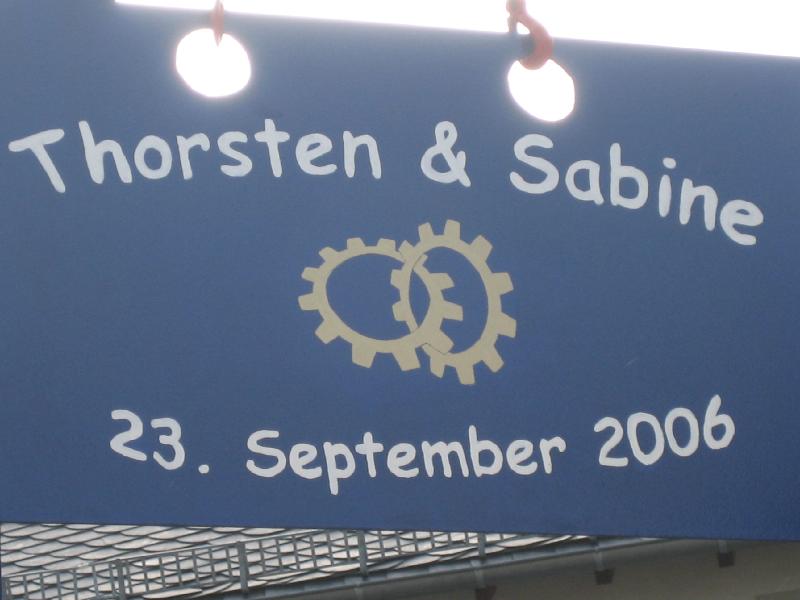 Thorsten & Sabine
23. September 2006